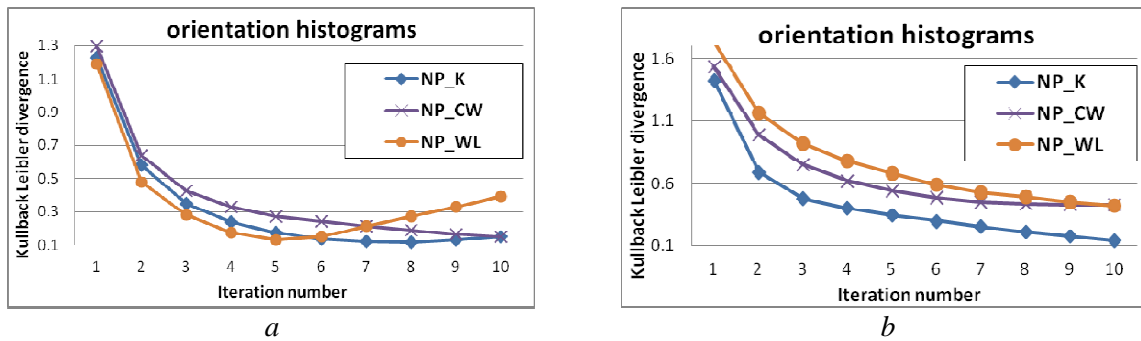 orientation histograms
Kullback Leibler divergence
1.3
1.1
0.9
0.7
0.5
0.3
0.1
NP_K
NP_CW
NP_WL
1 2 3 4 5 6 7 8 9 10
Iteration number
a
orientation histograms
Kullback Leibler divergence
1.6
1.1
0.6
0.1
NP_K
NP_CW
NP_WL
1 2 3 4 5 6 7 8 9 10
Iteration number
b